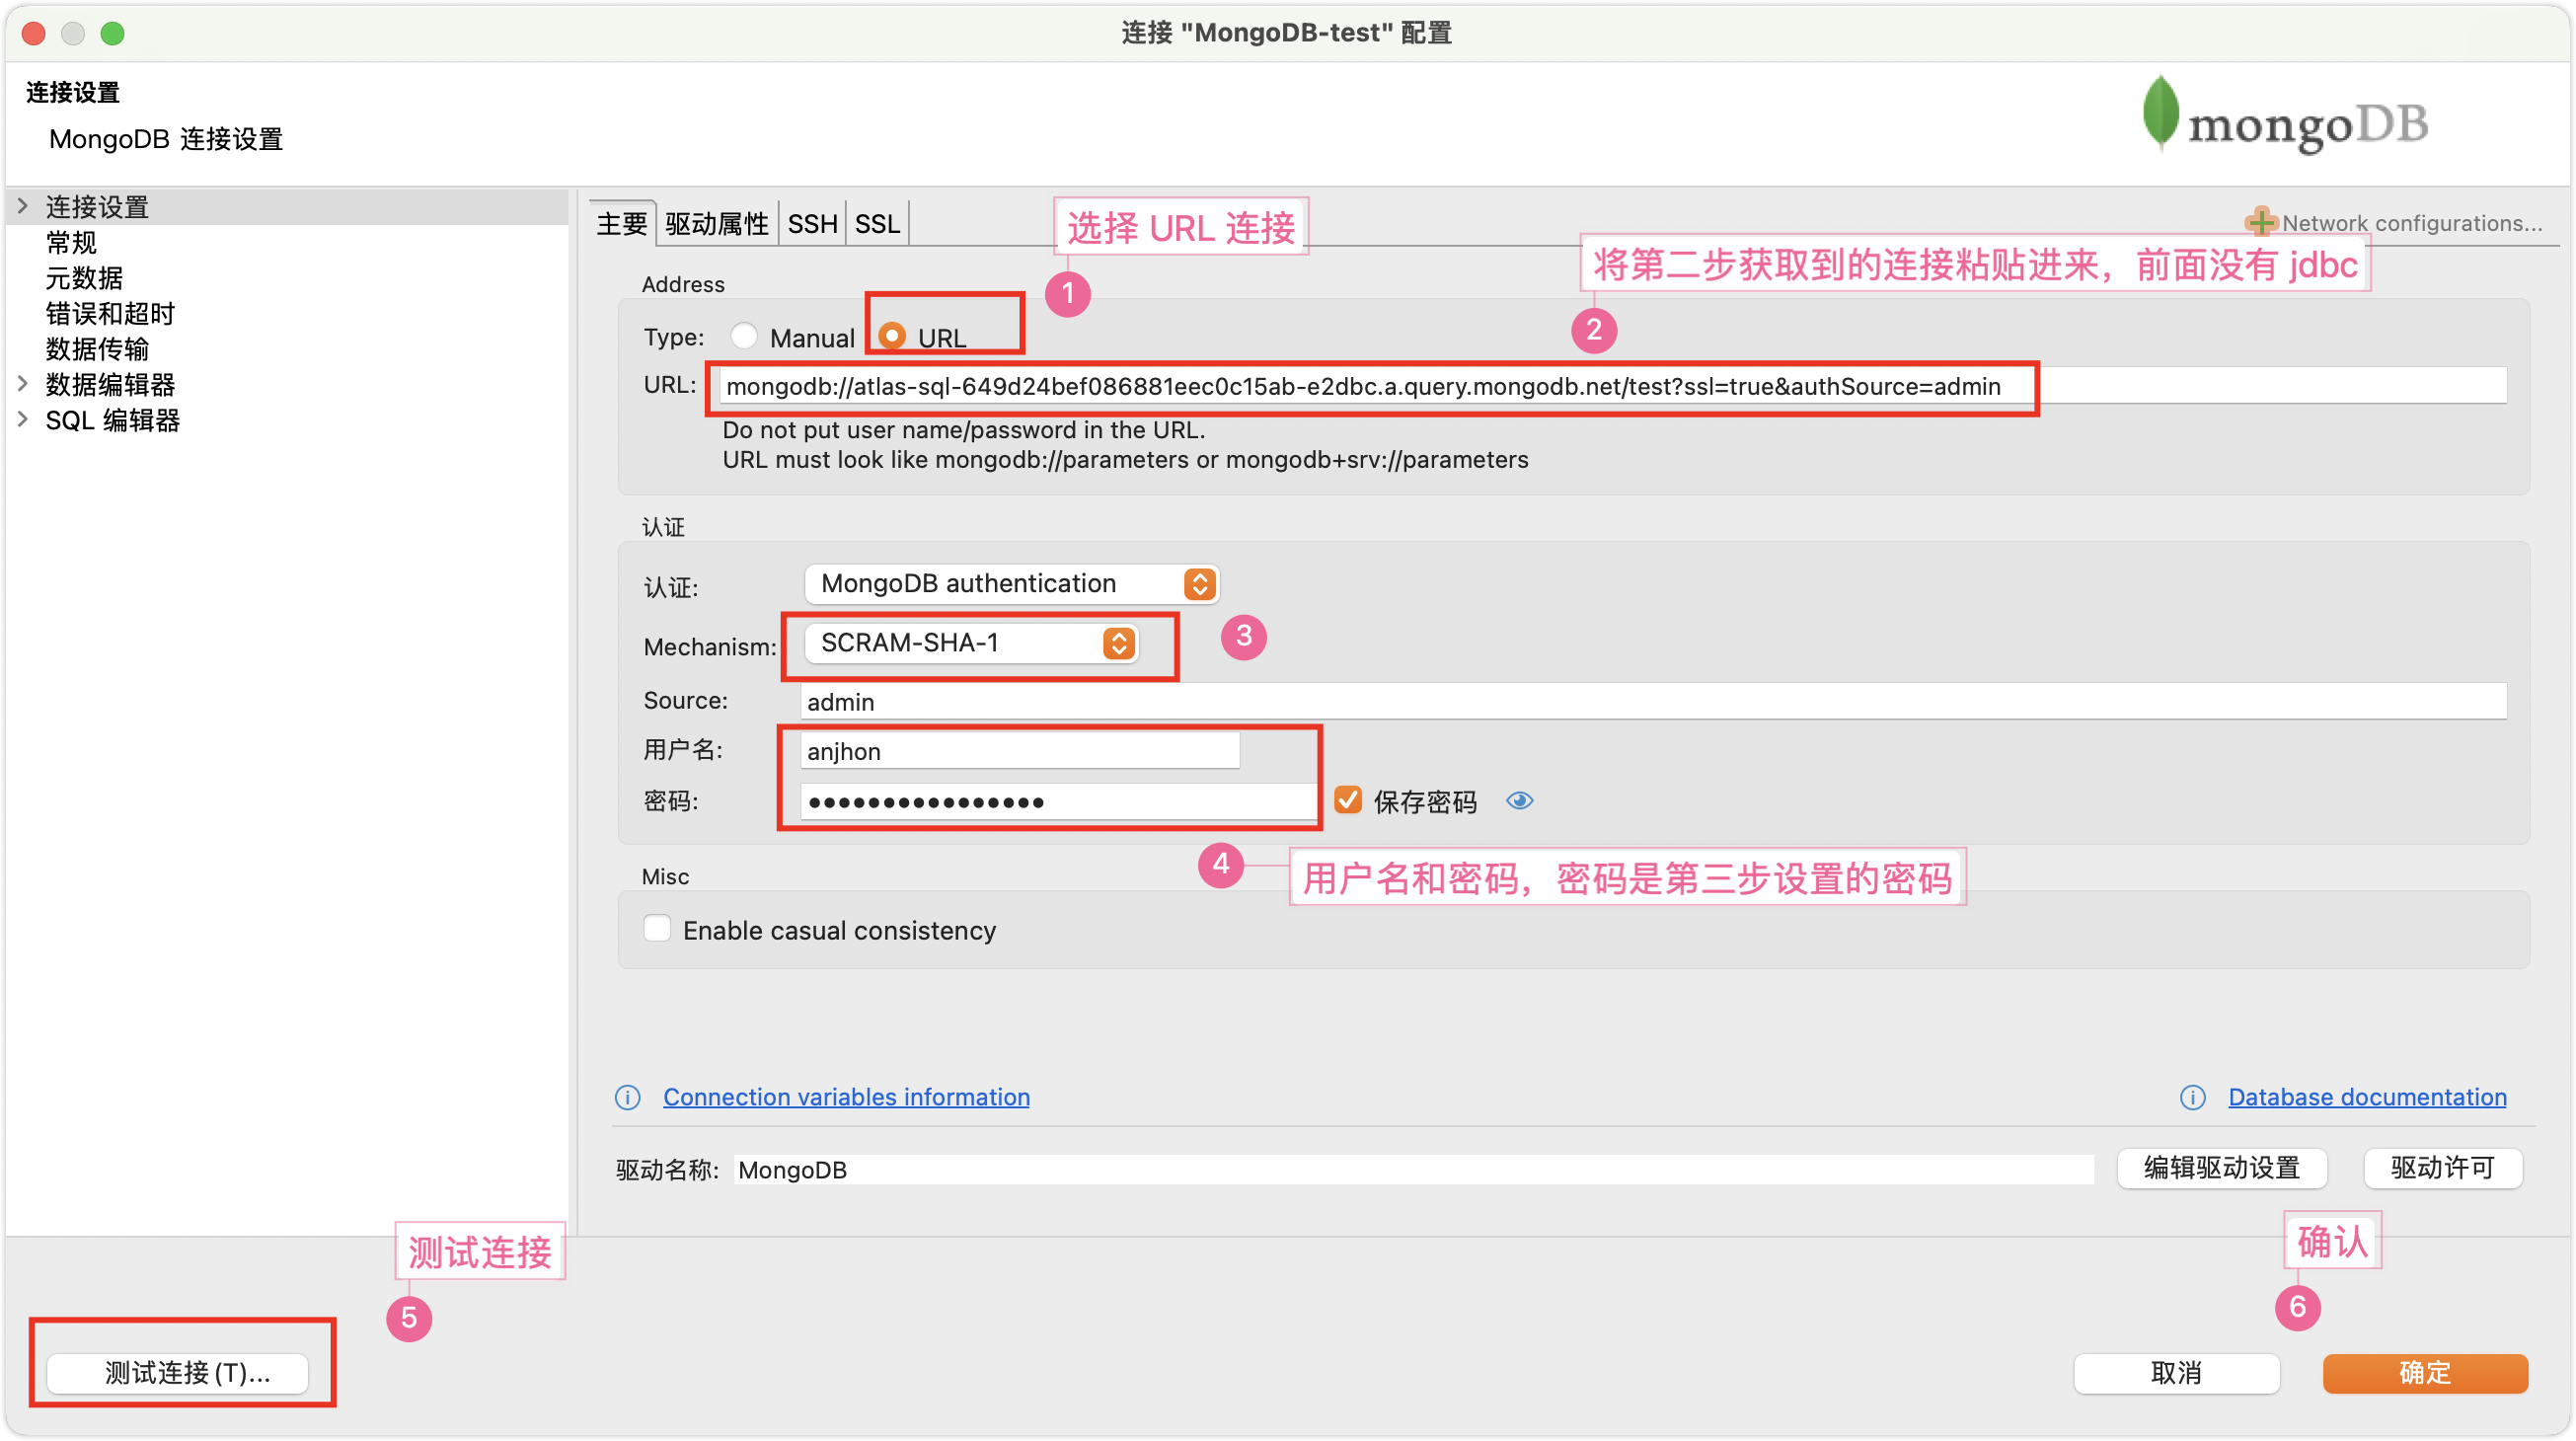 连接 "MongoDB-test" 配置
连接设置
MongoDB 连接设置
mongoDB
连接设置
常规
元数据
错误和超时
数据传输
数据编辑器
SQL 编辑器
主要 驱动属性 SSH SSL
选择 URL 连接
1
Network configurations...
将第二步获取到的连接粘贴进来，前面没有 jdbc
2
Address
Type: Manual URL
URL: mongodb://atlas-sql-649d24bef086881eec0c15ab-e2dbc.a.query.mongodb.net/test?ssl=true&authSource=admin
Do not put user name/password in the URL.
URL must look like mongodb://parameters or mongodb+srv://parameters
认证
认证: MongoDB authentication
Mechanism: SCRAM-SHA-1
3
Source: admin
用户名: anjhon
密码: ●●●●●●●●●●●●●●●● 保存密码
4
用户名和密码，密码是第三步设置的密码
Misc
Enable casual consistency
Connection variables information
Database documentation
驱动名称: MongoDB
编辑驱动设置
驱动许可
测试连接
5
确认
6
测试连接 (T)...
取消
确定